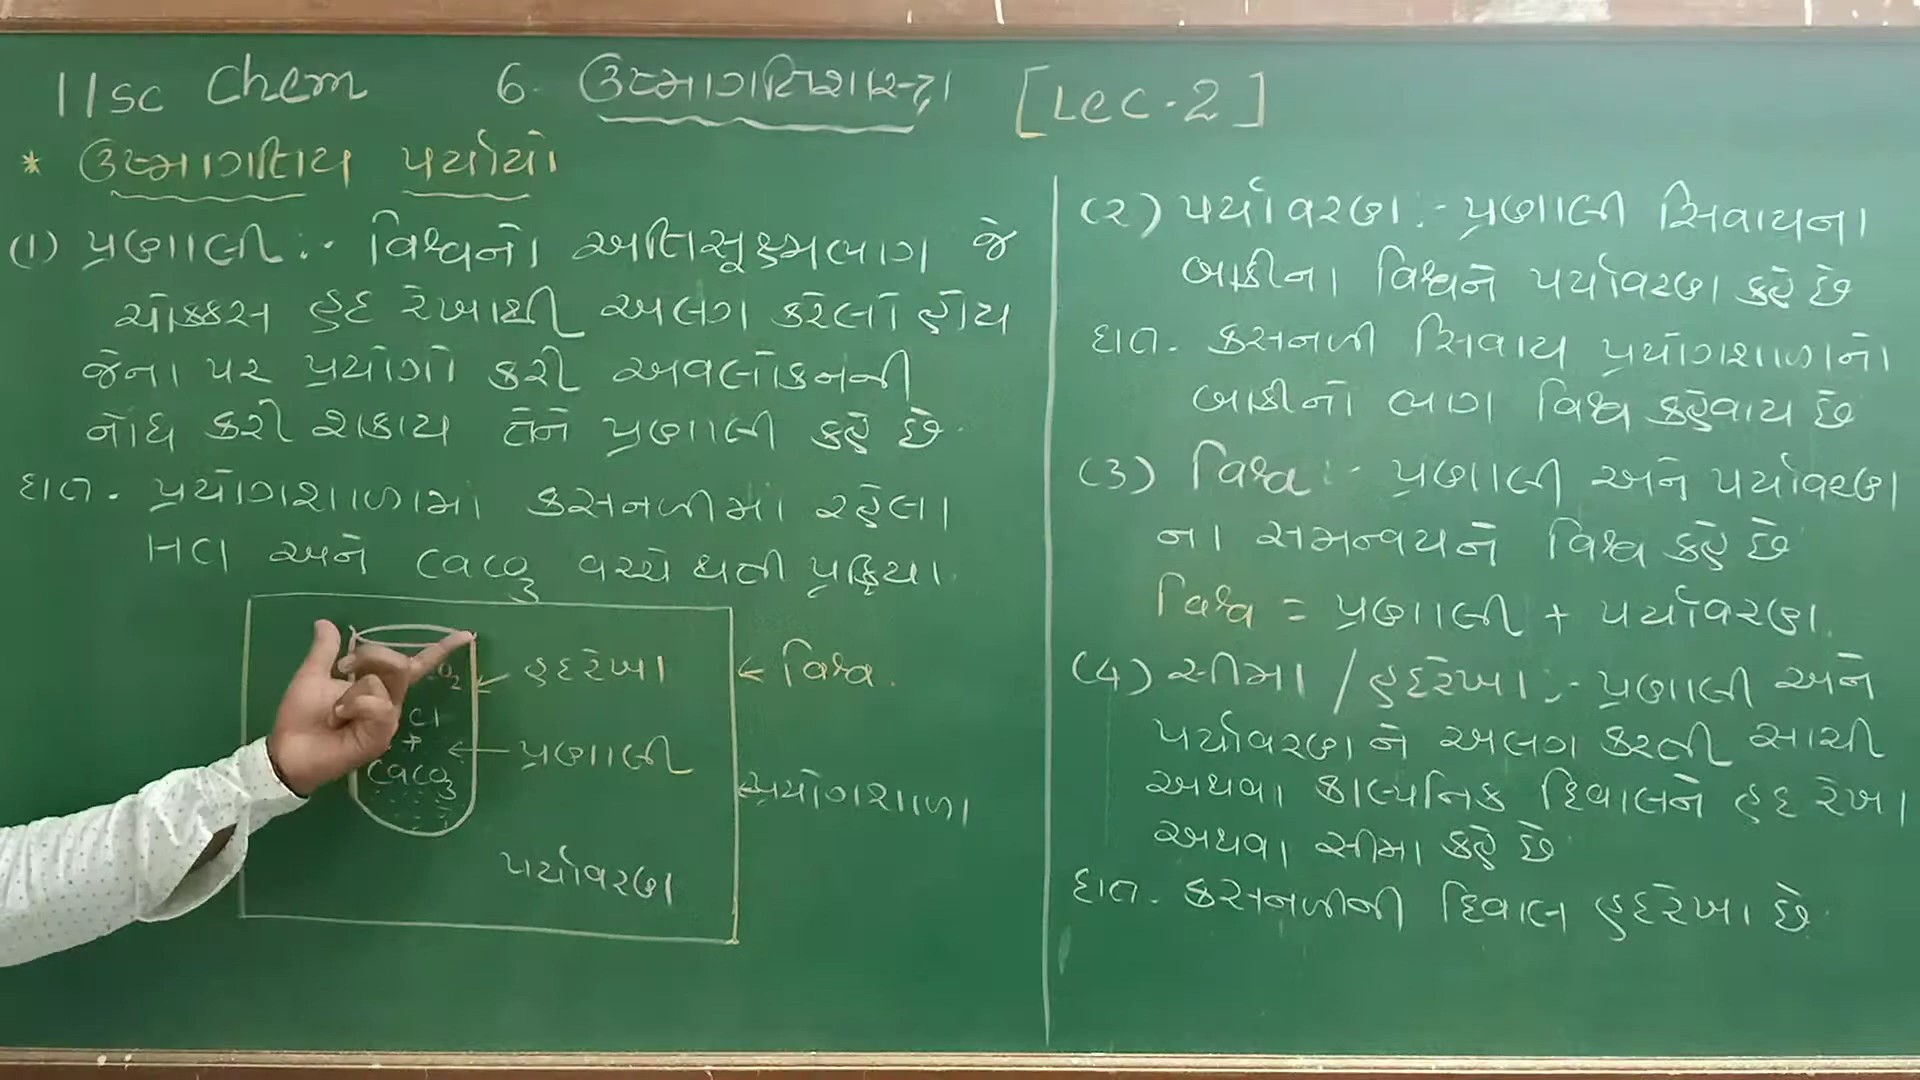 11sc Chem 6. ઉષ્માગતિશાસ્ત્ર [Lec-2]
* ઉષ્માગતિય પર્યાયો
(1) પ્રણાલી :- વિશ્વનો અતિસૂક્ષ્મભાગ જે
ચોક્કસ હદ રેખાથી અલગ કરેલો હોય
જેના પર પ્રયોગો કરી અવલોકનની
નોંધ કરી શકાય તેને પ્રણાલી કહે છે.
દા.ત. પ્રયોગશાળામાં કસનળીમાં રહેલા
HCl અને CaCO3 વચ્ચે થતી પ્રક્રિયા.
O2
← હદરેખા
← વિશ્વ.
Cl
+
← પ્રણાલી
CaCO3
← પ્રયોગશાળા
પર્યાવરણ
(૨) પર્યાવરણ :- પ્રણાલી સિવાયના
બાકીના વિશ્વને પર્યાવરણ કહે છે
દા.ત. કસનળી સિવાય પ્રયોગશાળાનો
બાકીનો ભાગ વિશ્વ કહેવાય છે
(3) વિશ્વ :- પ્રણાલી અને પર્યાવરણ
ના સમન્વયને વિશ્વ કહે છે
વિશ્વ = પ્રણાલી + પર્યાવરણ.
(4) સીમા / હદરેખા :- પ્રણાલી અને
પર્યાવરણને અલગ કરતી સાચી
અથવા કાલ્પનિક દિવાલને હદ રેખા
અથવા સીમા કહે છે
દા.ત. કસનળીની દિવાલ હદરેખા છે.